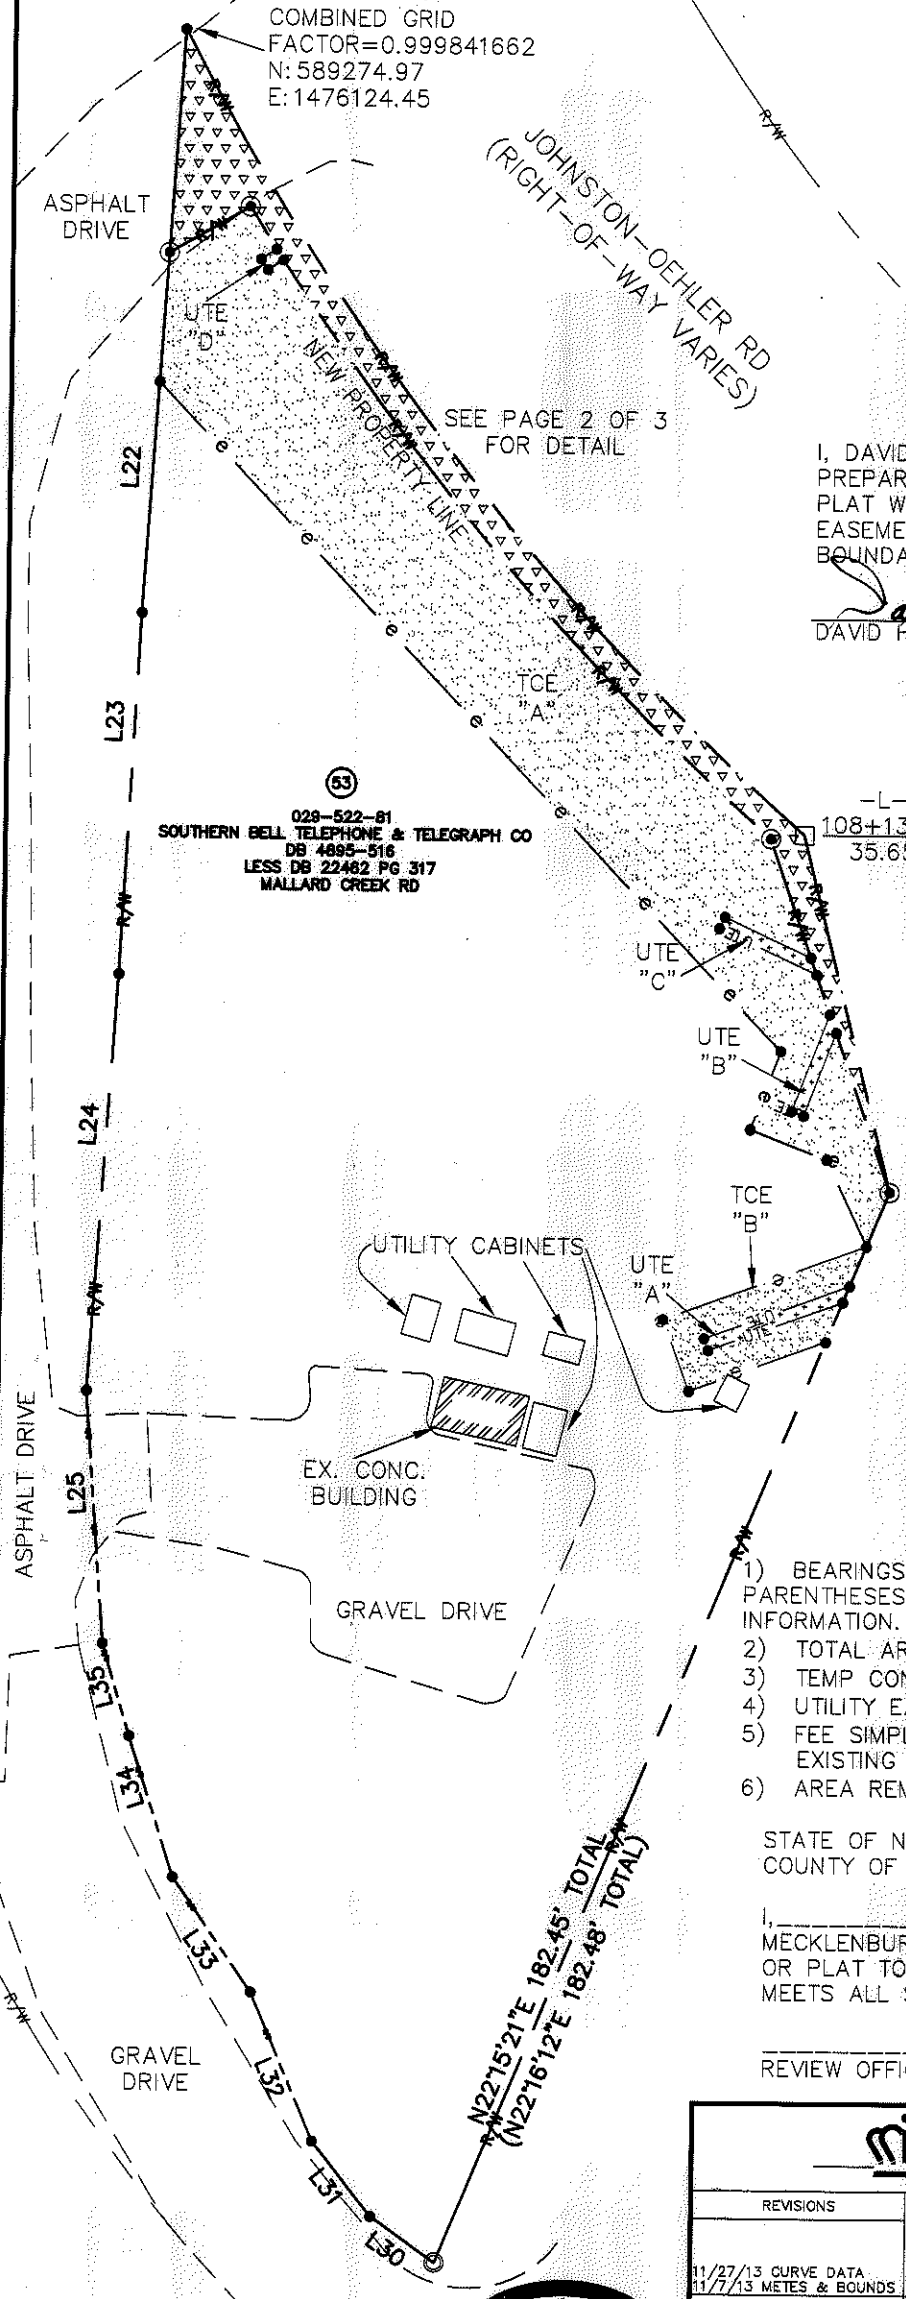 COMBINED GRID
FACTOR=0.999841662
N: 589274.97
E: 1476124.45
R/W
R/W
JOHNSTON-OEHLER RD
(RIGHT-OF-WAY VARIES)
ASPHALT
DRIVE
UTE
"D"
NEW PROPERTY LINE
R/W
R/W
SEE PAGE 2 OF 3
FOR DETAIL
L22
e
e
e
e
e
e
e
I, DAVID
PREPAR
PLAT W
EASEME
BOUNDA
DAVID
R/W
R/W
TCE
"A"
L23
53
029-522-81
SOUTHERN BELL TELEPHONE & TELEGRAPH CO
DB 4895-516
LESS DB 22462 PG 317
MALLARD CREEK RD
-L-
108+13
35.65
R/W
R/W
R/W
UTE
"C"
UTE
UTE
"B"
UTE
e
e
L24
TCE
"B"
UTILITY CABINETS
UTE
"A"
e
UTE
UTE
e
R/W
ASPHALT DRIVE
L25
EX. CONC.
BUILDING
GRAVEL DRIVE
R/W
1) BEARINGS
PARENTHESES
INFORMATION.
2) TOTAL AR
3) TEMP CON
4) UTILITY EA
5) FEE SIMPL
EXISTING
6) AREA REM
L35
L34
L33
L32
L31
L30
STATE OF N
COUNTY OF
I,
MECKLENBUR
OR PLAT TO
MEETS ALL
REVIEW OFFI
R/W
N22°15'21"E 182.45' TOTAL
(N22°16'12"E 182.48' TOTAL)
R/W
R/W
GRAVEL
DRIVE
REVISIONS
11/27/13 CURVE DATA
11/7/13 METES & BOUNDS